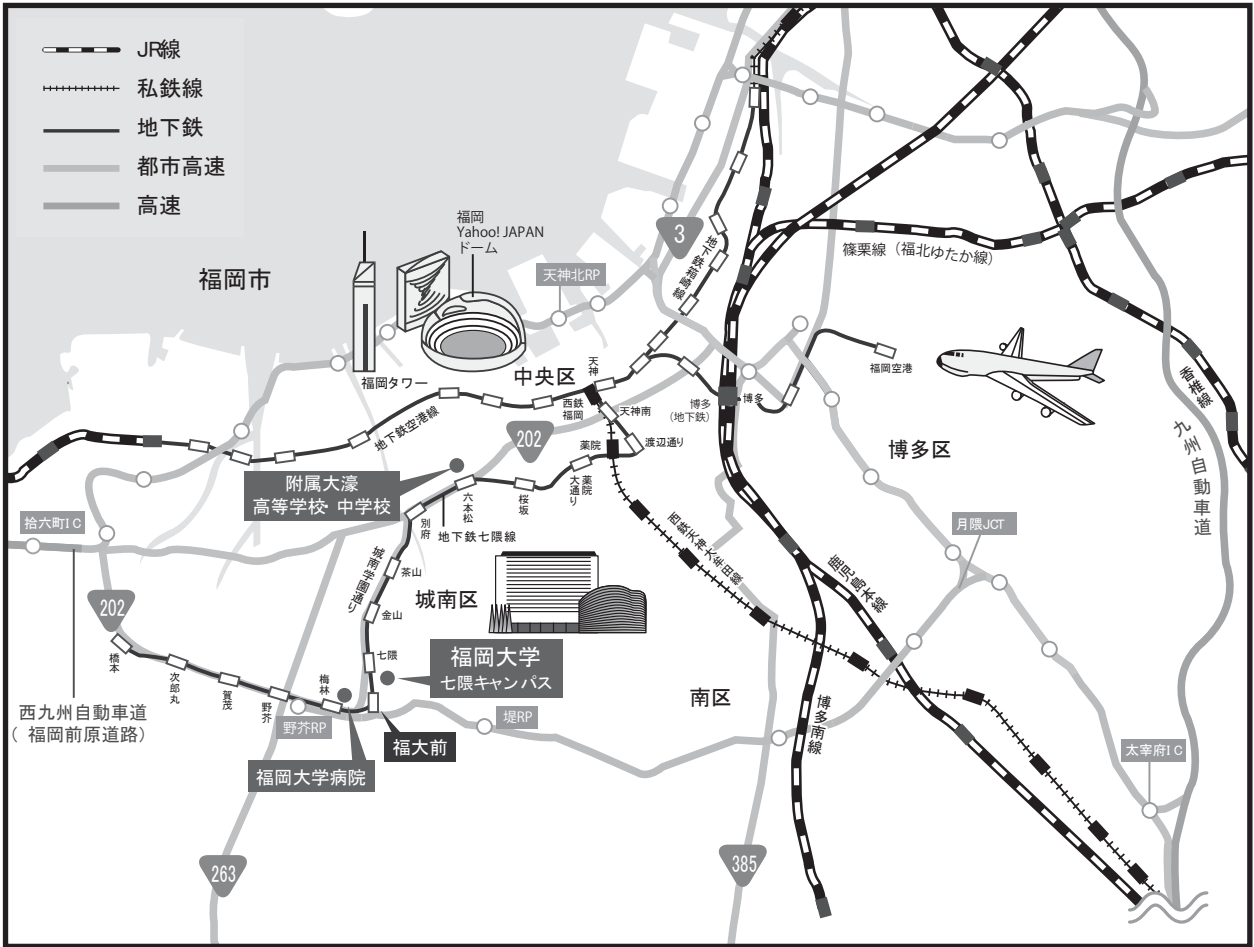 JR線
私鉄線
地下鉄
都市高速
高速
福岡市
福岡
Yahoo! JAPAN
ドーム
天神北RP
3
地下鉄箱崎線
篠栗線（福北ゆたか線）
福岡タワー
中央区
天神
西鉄
福岡
天神南
博多
（地下鉄）
博多
福岡空港
香椎線
九州自動車道
地下鉄空港線
202
薬院
渡辺通り
博多区
附属大濠
高等学校・中学校
六本松
桜坂
薬院
大通り
拾六町IC
別府
地下鉄七隈線
西鉄天神大牟田線
月隈JCT
城南学園通り
茶山
鹿児島本線
城南区
金山
202
橋本
次郎丸
賀茂
野芥
梅林
七隈
福岡大学
七隈キャンパス
南区
博多南線
西九州自動車道
（ 福岡前原道路）
野芥RP
堤RP
福大前
太宰府IC
福岡大学病院
263
385